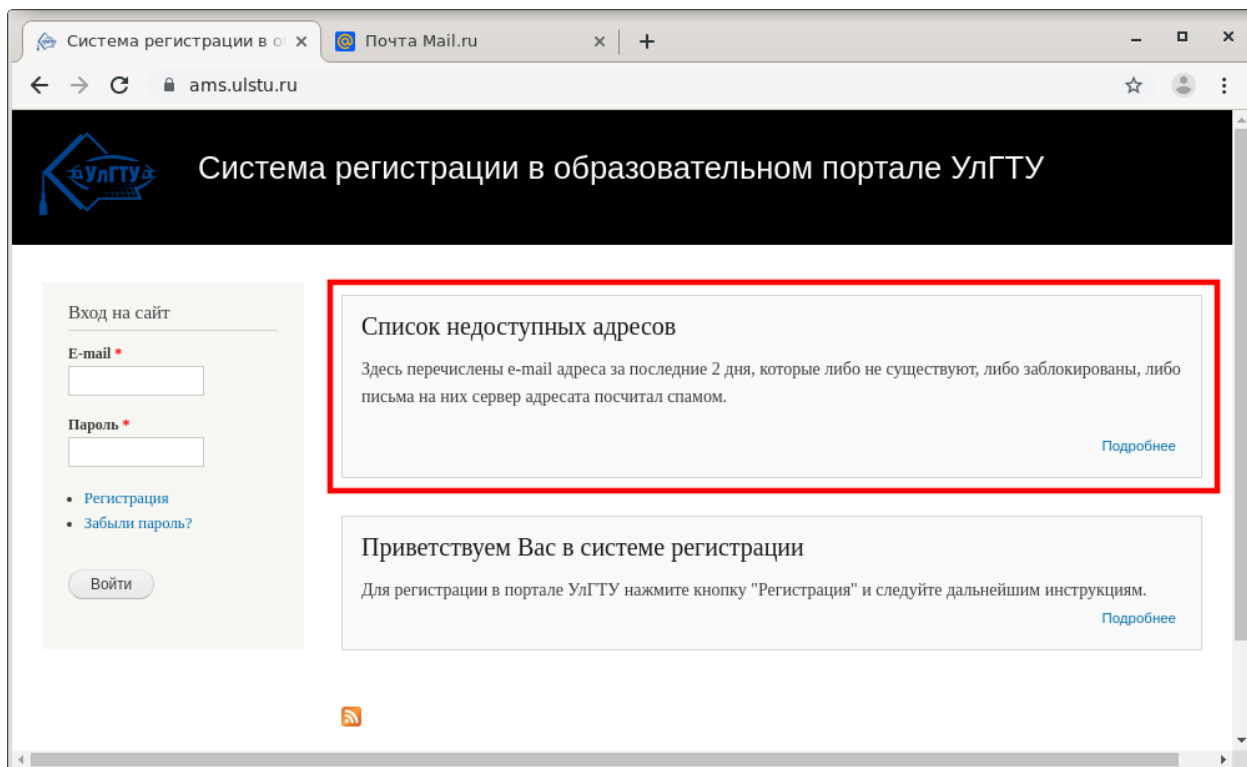 Система регистрации в о
Почта Mail.ru
ams.ulstu.ru
УлГТУ
Система регистрации в образовательном портале УлГТУ
Вход на сайт
E-mail *
Пароль *
Регистрация
Забыли пароль?
Войти
Список недоступных адресов
Здесь перечислены e-mail адреса за последние 2 дня, которые либо не существуют, либо заблокированы, либо
письма на них сервер адресата посчитал спамом.
Подробнее
Приветствуем Вас в системе регистрации
Для регистрации в портале УлГТУ нажмите кнопку "Регистрация" и следуйте дальнейшим инструкциям.
Подробнее